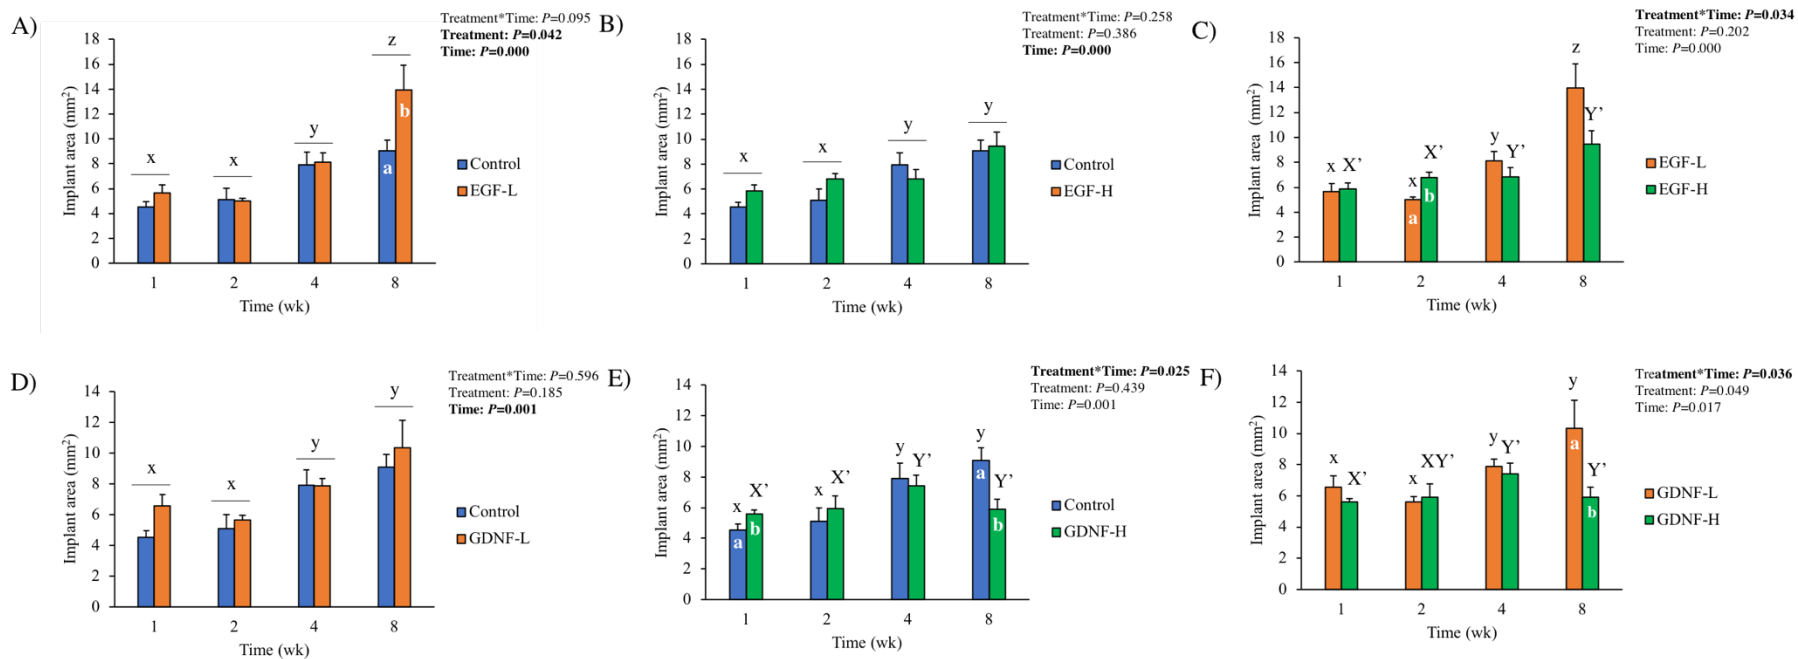 A)
Treatment*Time: P=0.095
Treatment: P=0.042
Time: P=0.000
Implant area (mm²)
18
16
14
12
10
8
6
4
2
0
x
x
y
z
a
b
1 2 4 8
Time (wk)
Control
EGF-L
B)
Treatment*Time: P=0.258
Treatment: P=0.386
Time: P=0.000
Implant area (mm²)
18
16
14
12
10
8
6
4
2
0
x
x
y
y
1 2 4 8
Time (wk)
Control
EGF-H
C)
Treatment*Time: P=0.034
Treatment: P=0.202
Time: P=0.000
Implant area (mm²)
18
16
14
12
10
8
6
4
2
0
x X’
x X’
a b
y Y’
z Y’
1 2 4 8
Time (wk)
EGF-L
EGF-H
D)
Treatment*Time: P=0.596
Treatment: P=0.185
Time: P=0.001
Implant area (mm²)
14
12
10
8
6
4
2
0
x
x
y
y
1 2 4 8
Time (wk)
Control
GDNF-L
E)
Treatment*Time: P=0.025
Treatment: P=0.439
Time: P=0.001
Implant area (mm²)
14
12
10
8
6
4
2
0
x X’
a b
x X’
y Y’
y Y’
a b
1 2 4 8
Time (wk)
Control
GDNF-H
F)
Treatment*Time: P=0.036
Treatment: P=0.049
Time: P=0.017
Implant area (mm²)
14
12
10
8
6
4
2
0
x X’
x XY’
y Y’
y Y’
a b
1 2 4 8
Time (wk)
GDNF-L
GDNF-H